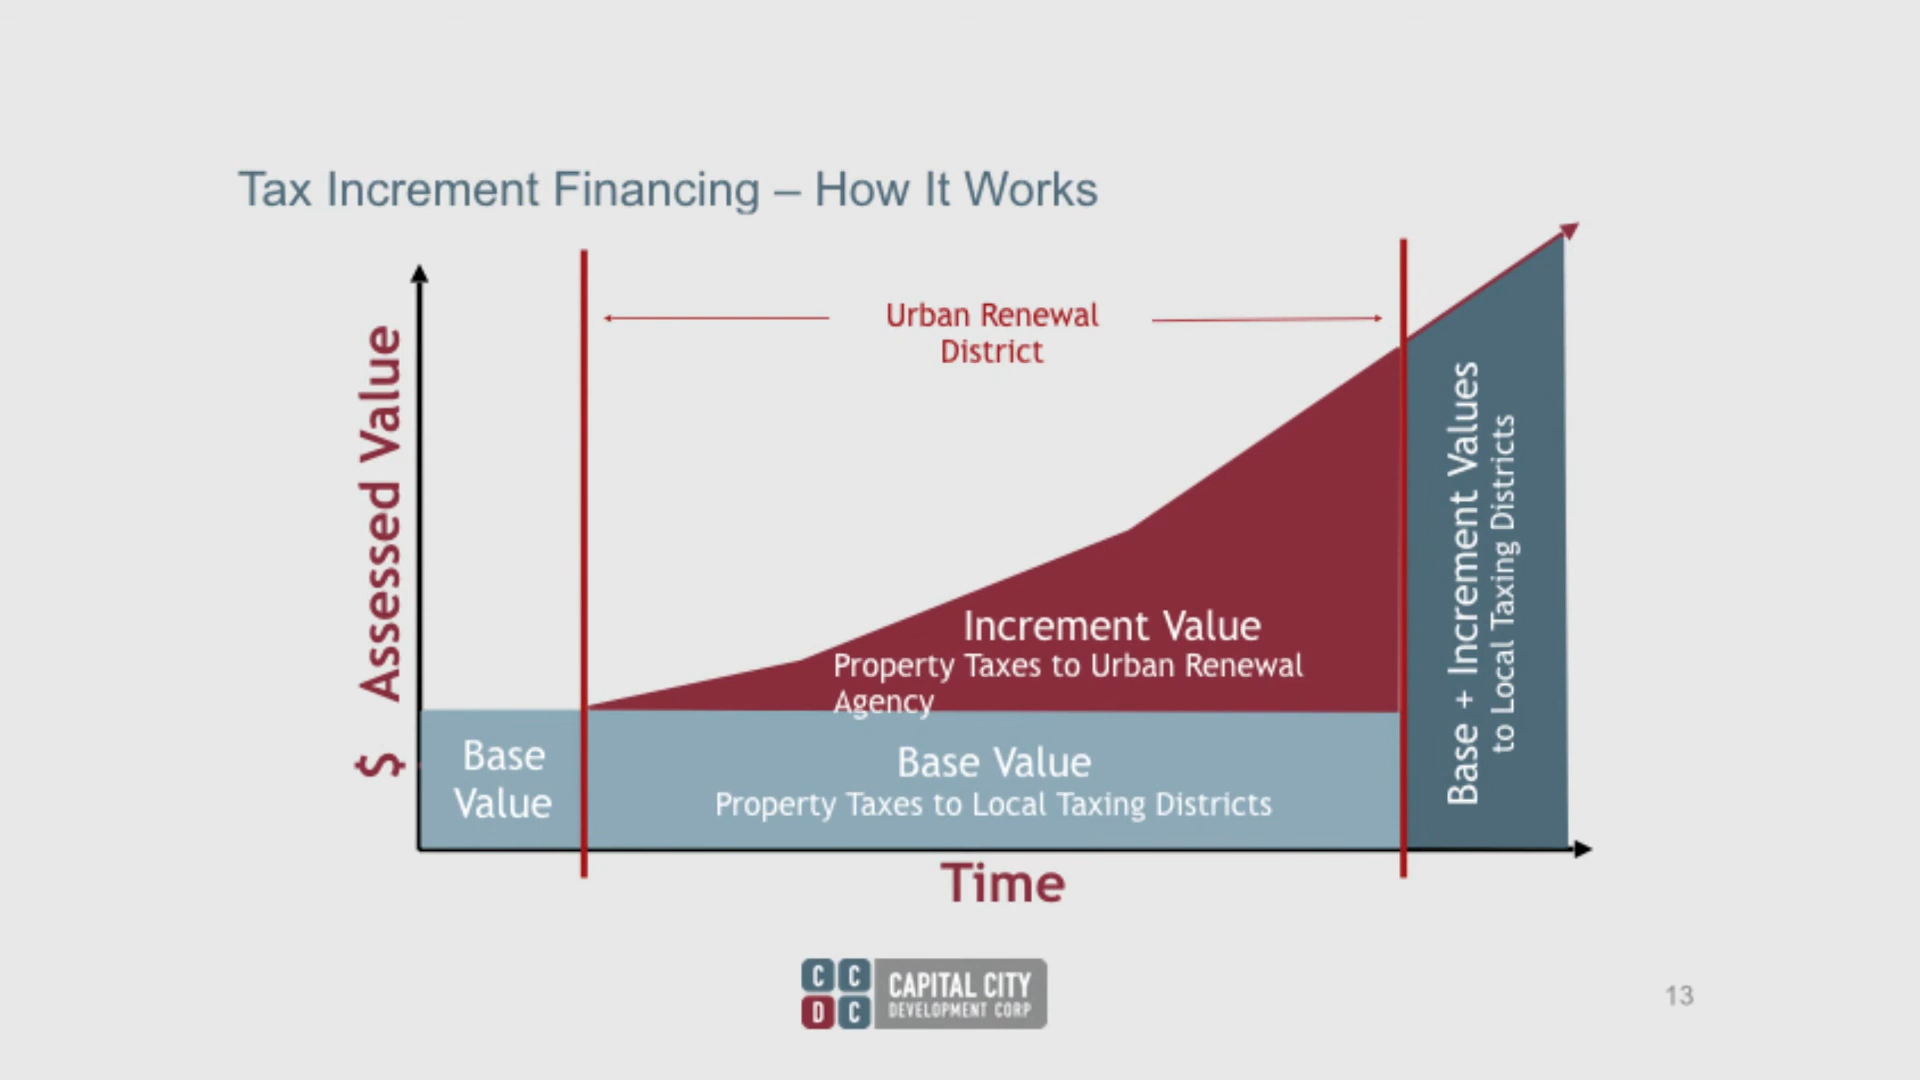 Tax Increment Financing – How It Works
Urban Renewal
District
$ Assessed Value
Increment Value
Property Taxes to Urban Renewal
Agency
Base
Value
Base Value
Property Taxes to Local Taxing Districts
Base + Increment Values
to Local Taxing Districts
Time
C C
D C
CAPITAL CITY
DEVELOPMENT CORP
13